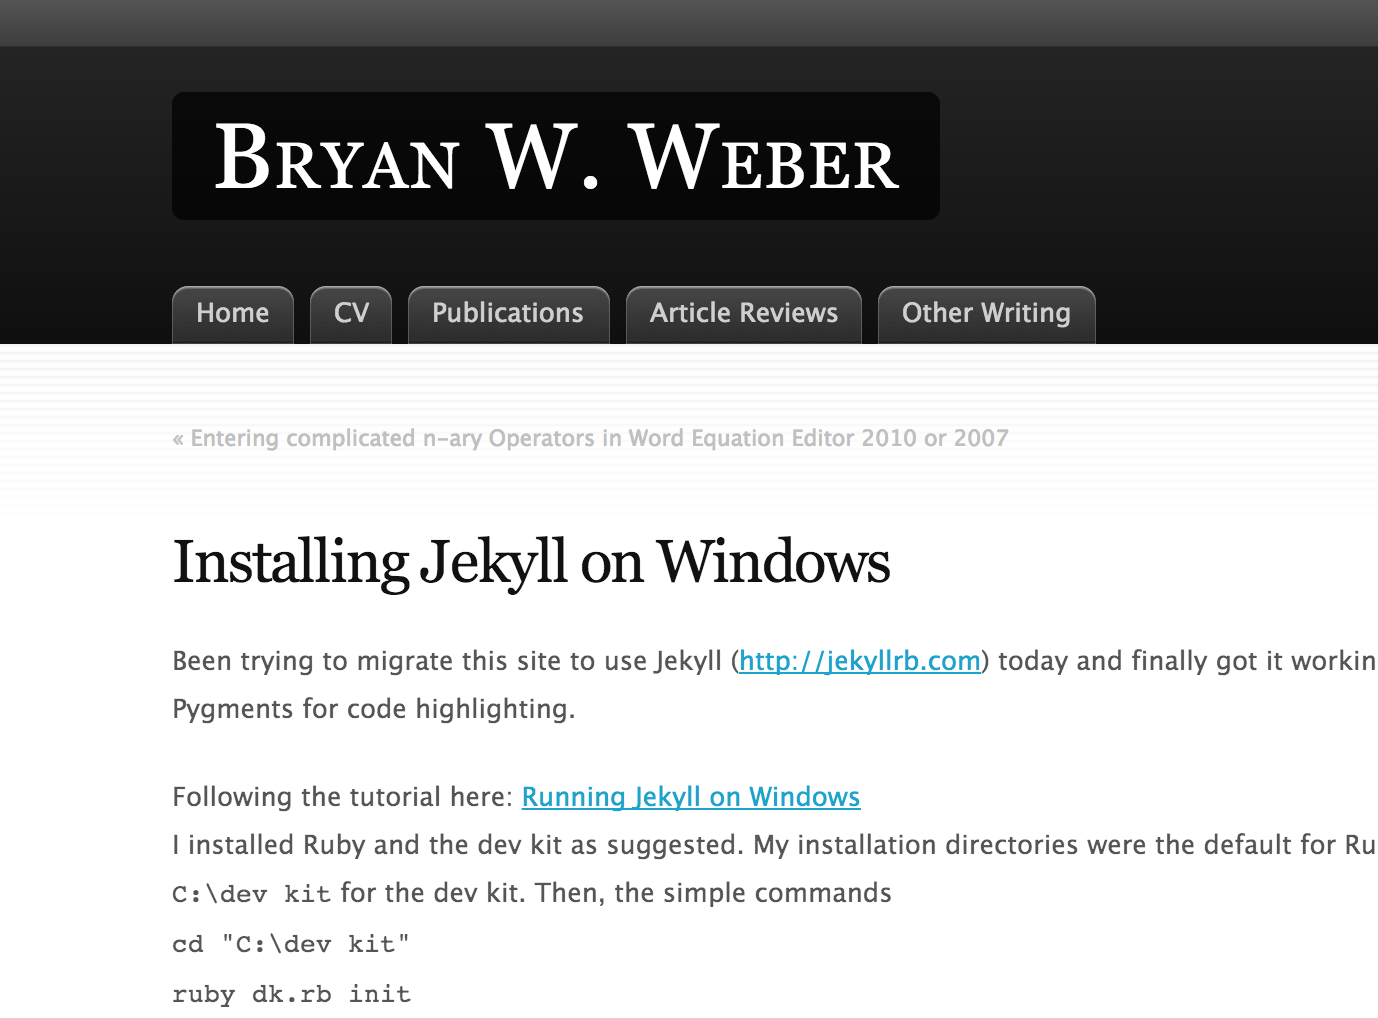 Bryan W. Weber
Home CV Publications Article Reviews Other Writing
« Entering complicated n-ary Operators in Word Equation Editor 2010 or 2007
Installing Jekyll on Windows
Been trying to migrate this site to use Jekyll (http://jekyllrb.com) today and finally got it workin
Pygments for code highlighting.
Following the tutorial here: Running Jekyll on Windows
I installed Ruby and the dev kit as suggested. My installation directories were the default for Ru
C:\dev kit for the dev kit. Then, the simple commands
cd "C:\dev kit"
ruby dk.rb init